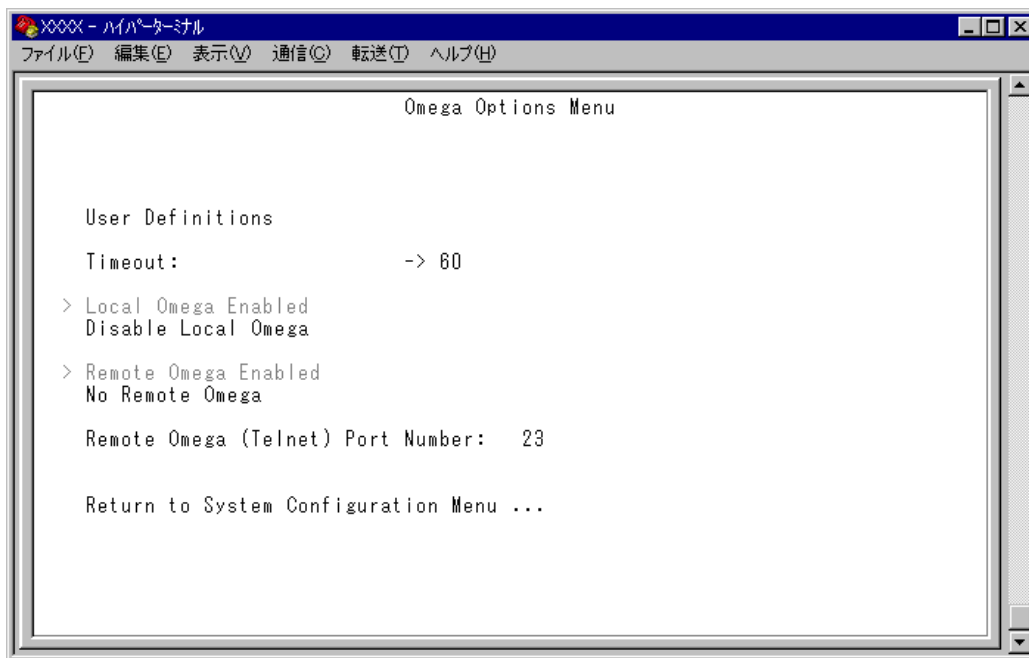 XXXX - ﾊｲﾊﾟｰﾀｰﾐﾅﾙ
ファイル(F) 編集(E) 表示(V) 通信(C) 転送(T) ヘルプ(H)
Omega Options Menu
User Definitions
Timeout: -> 60
> Local Omega Enabled
Disable Local Omega
> Remote Omega Enabled
No Remote Omega
Remote Omega (Telnet) Port Number: 23
Return to System Configuration Menu ...